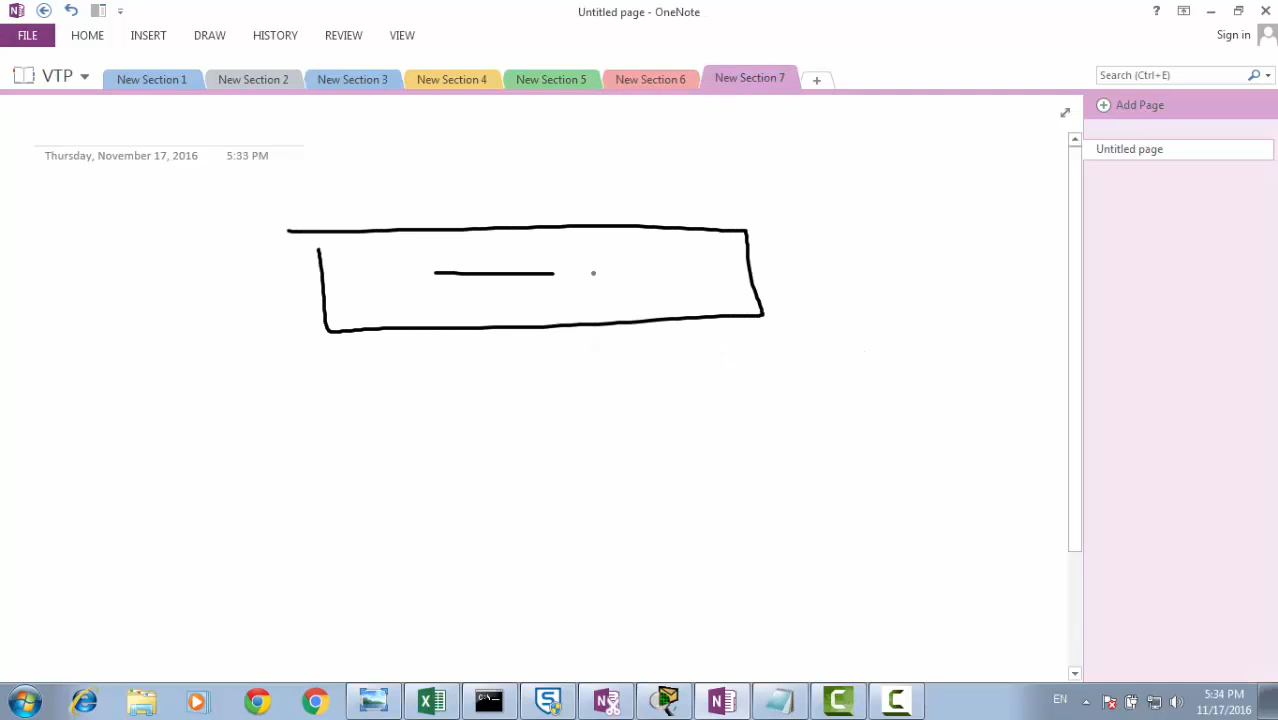 Untitled page - OneNote
?
FILE HOME INSERT DRAW HISTORY REVIEW VIEW
Sign in
VTP
New Section 1 New Section 2 New Section 3 New Section 4 New Section 5 New Section 6 New Section 7 +
Search (Ctrl+E)
Add Page
Untitled page
Thursday, November 17, 2016 5:33 PM
EN
5:34 PM
11/17/2016